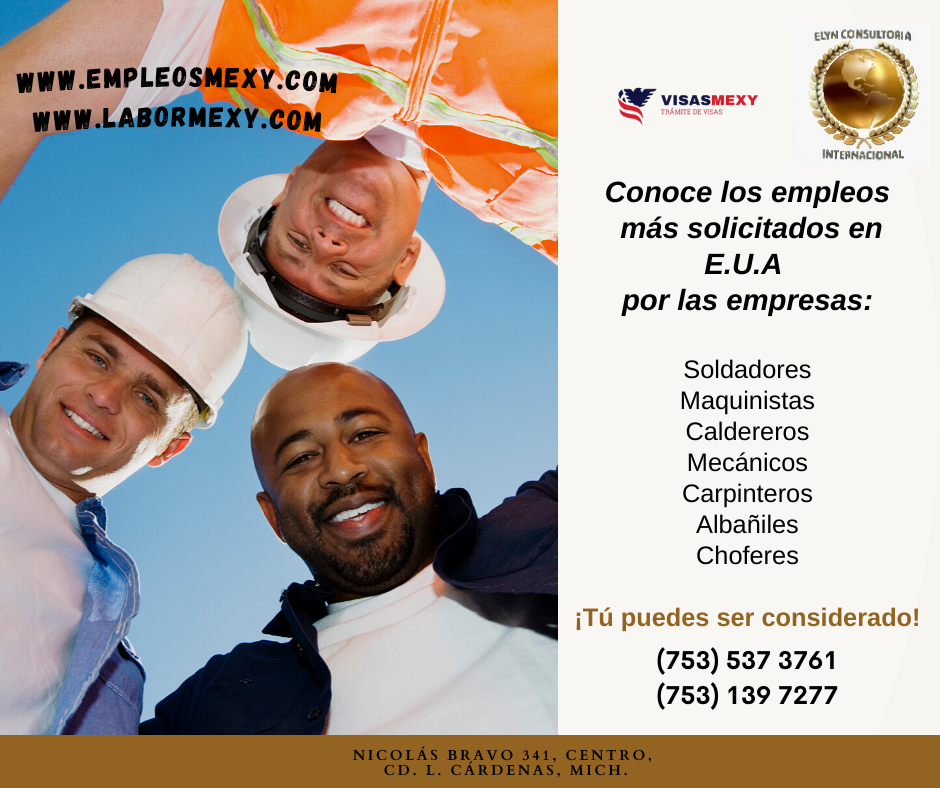 WWW.EMPLEOSMEXY.COM
WWW.LABORMEXY.COM
VISASMEXY
TRÁMITE DE VISAS
ELYN CONSULTORIA
INTERNACIONAL
Conoce los empleos
más solicitados en
E.U.A
por las empresas:
Soldadores
Maquinistas
Caldereros
Mecánicos
Carpinteros
Albañiles
Choferes
¡Tú puedes ser considerado!
(753) 537 3761
(753) 139 7277
NICOLÁS BRAVO 341, CENTRO,
CD. L. CÁRDENAS, MICH.